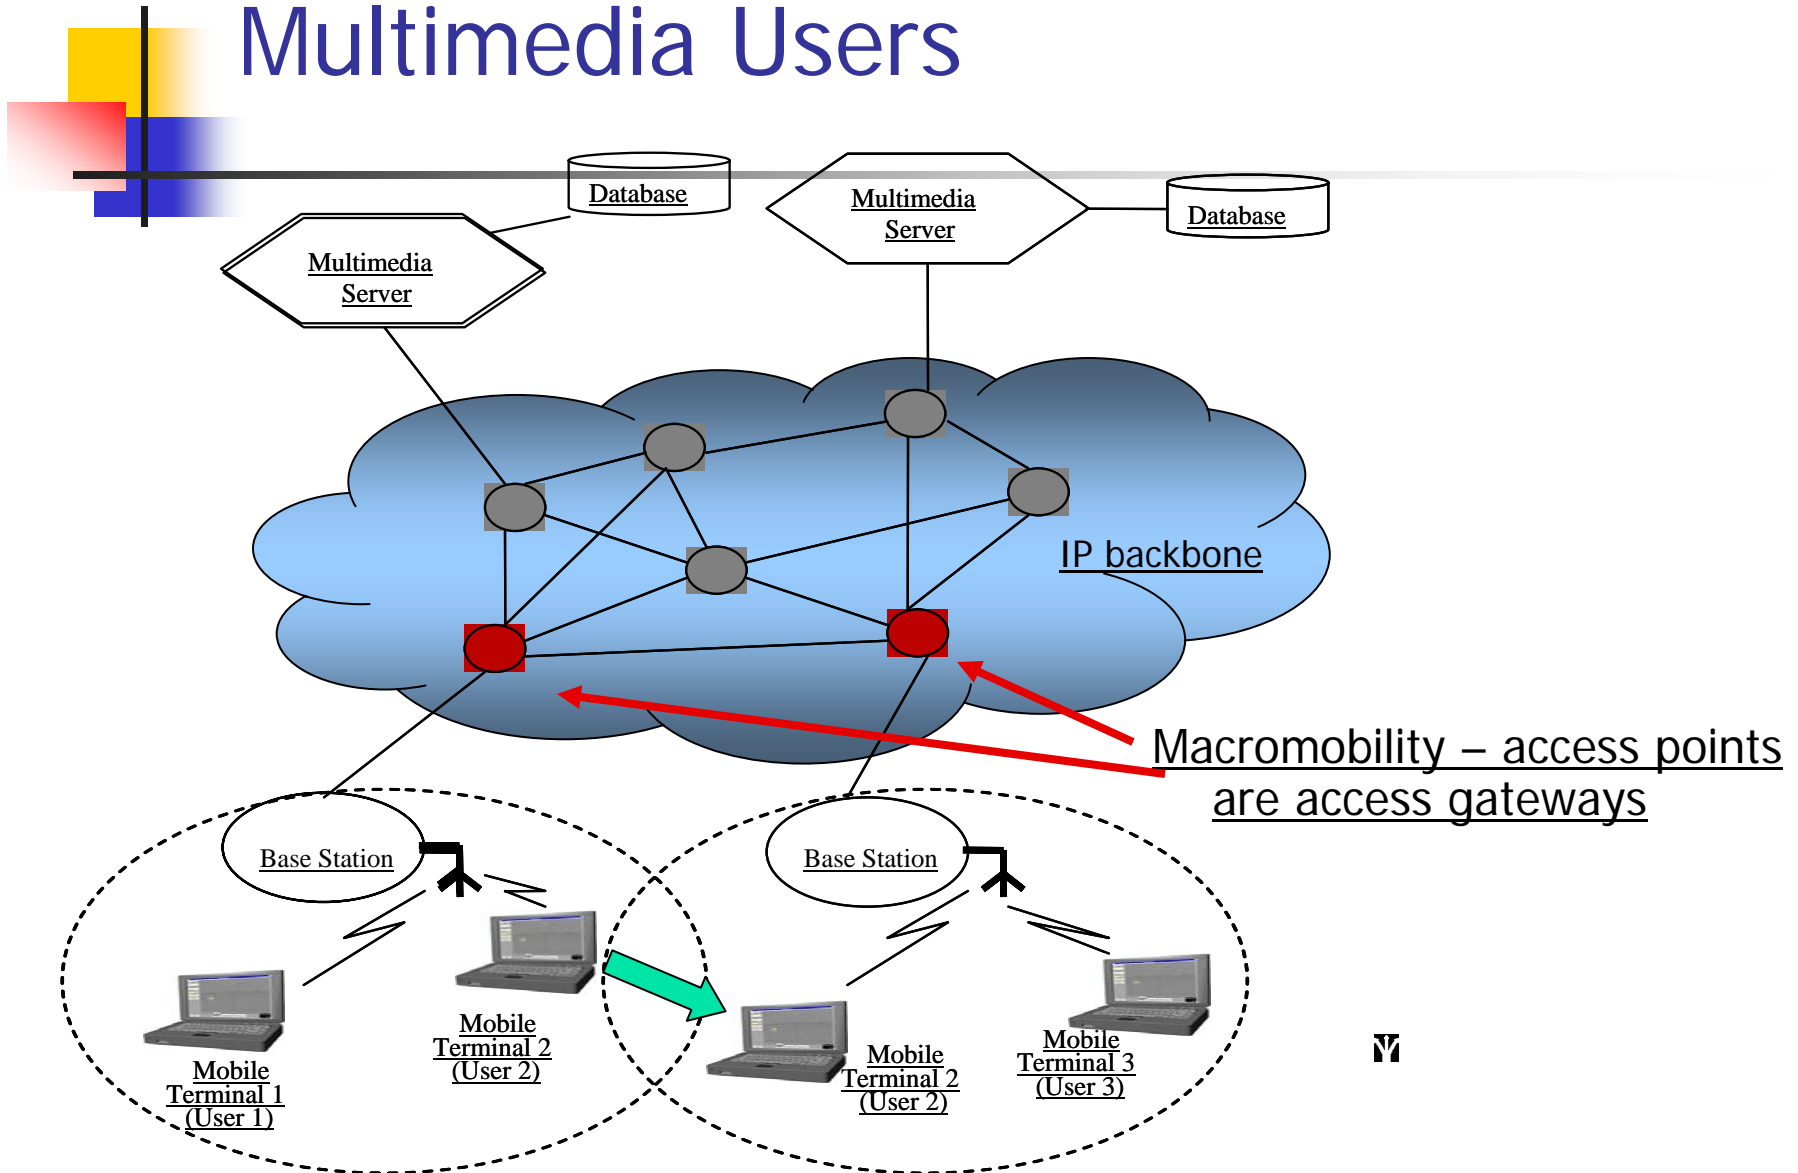 Multimedia Users
Database
Multimedia
Server
Database
Multimedia
Server
IP backbone
Macromobility – access points
are access gateways
Base Station
Base Station
Mobile
Terminal 2
(User 2)
Mobile
Terminal 1
(User 1)
Mobile
Terminal 2
(User 2)
Mobile
Terminal 3
(User 3)